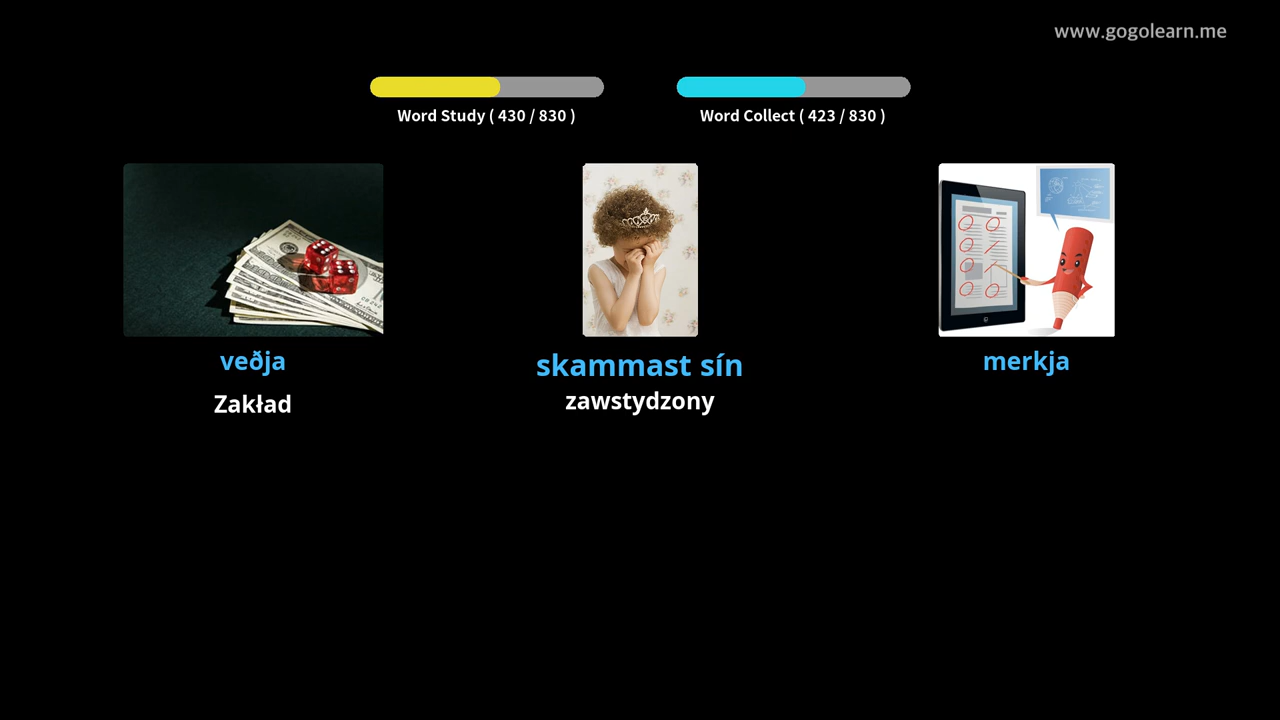 www.gogolearn.me
Word Study ( 430 / 830 )
Word Collect ( 423 / 830 )
veðja
Zakład
skammast sín
zawstydzony
merkja